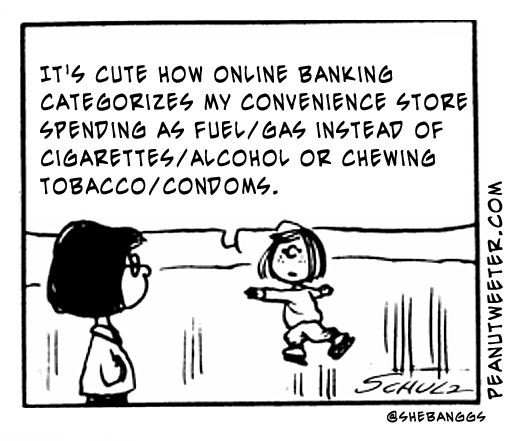 IT'S CUTE HOW ONLINE BANKING
CATEGORIZES MY CONVENIENCE STORE
SPENDING AS FUEL/GAS INSTEAD OF
CIGARETTES/ALCOHOL OR CHEWING
TOBACCO/CONDOMS.
SCHULZ
PEANUTWEETER.COM
@SHEBANGGS